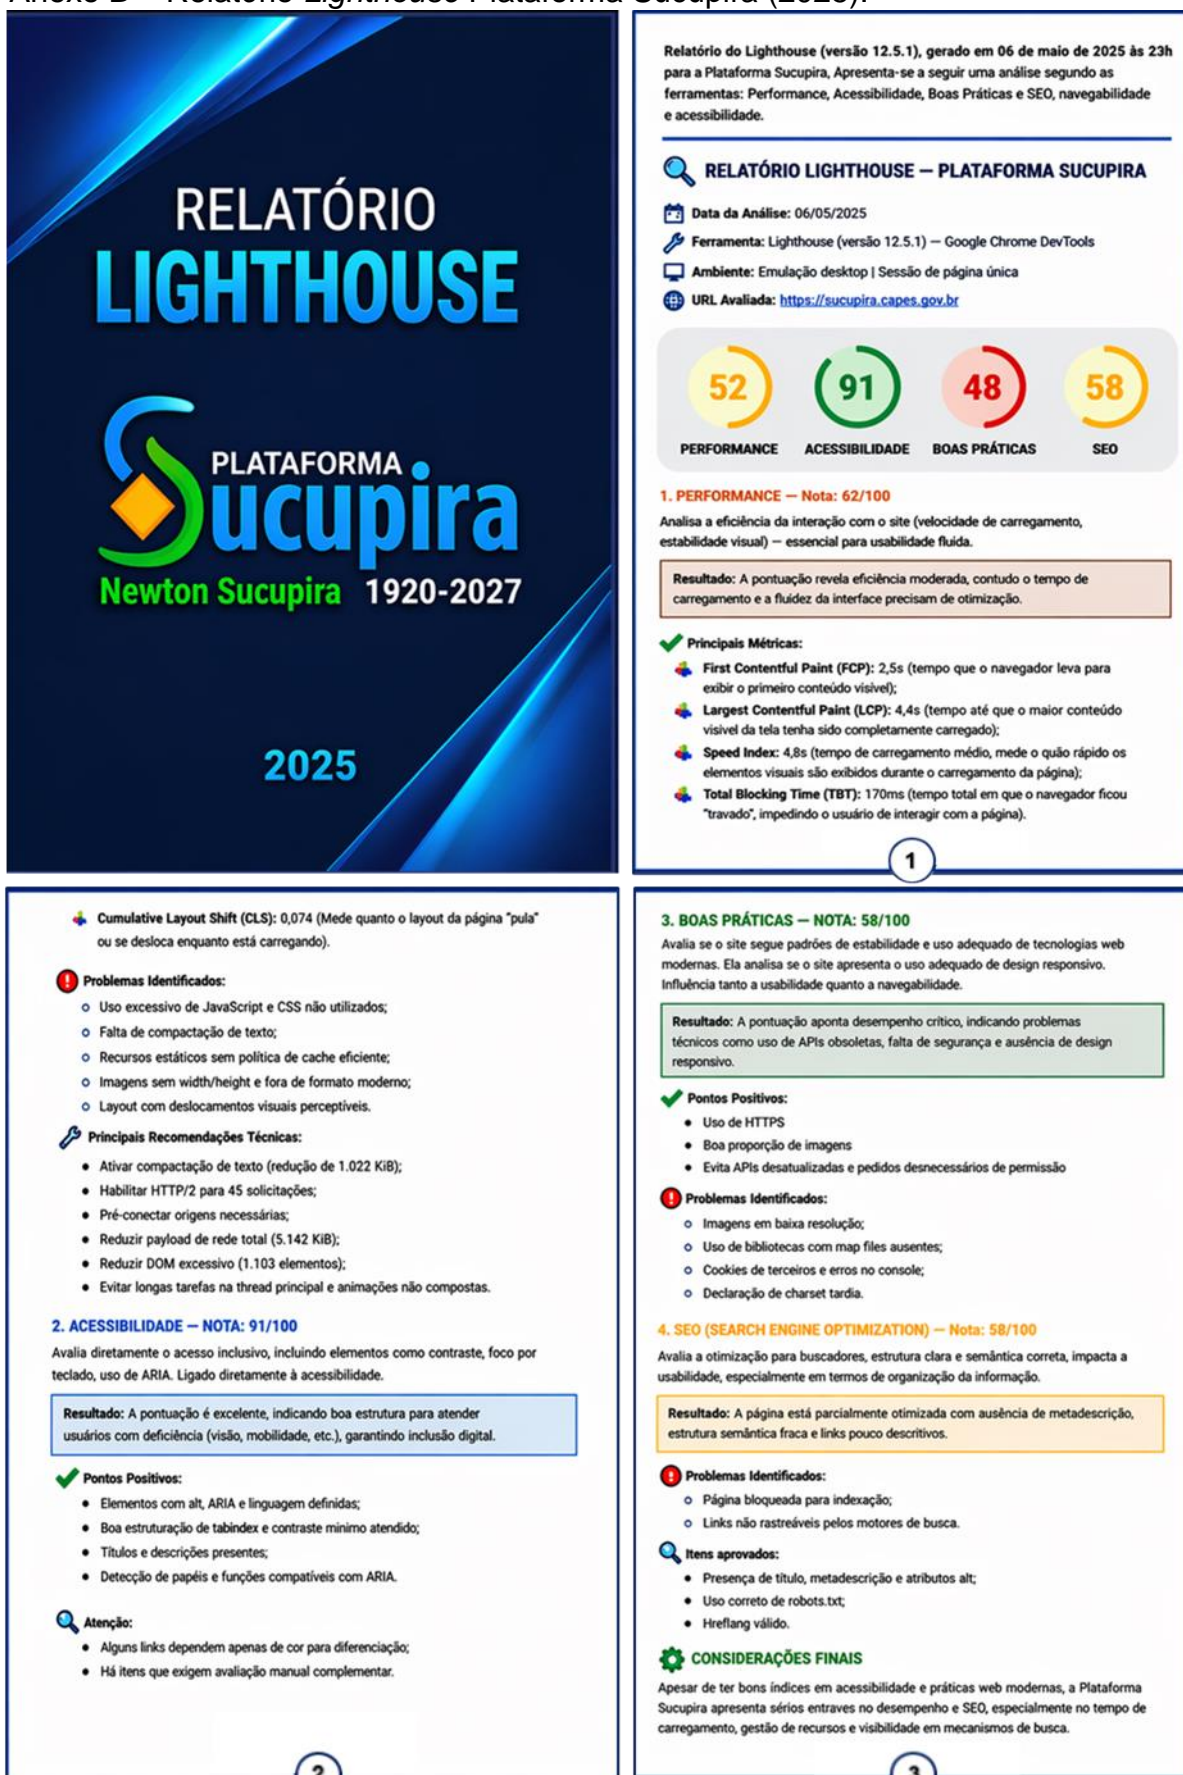 Anexo D – Relatório Lighthouse Plataforma Sucupira (2025).
RELATÓRIO
LIGHTHOUSE
PLATAFORMA
Sucupira
Newton Sucupira 1920-2027
2025
Relatório do Lighthouse (versão 12.5.1), gerado em 06 de maio de 2025 às 23h
para a Plataforma Sucupira, Apresenta-se a seguir uma análise segundo as
ferramentas: Performance, Acessibilidade, Boas Práticas e SEO, navegabilidade
e acessibilidade.
RELATÓRIO LIGHTHOUSE — PLATAFORMA SUCUPIRA
Data da Análise: 06/05/2025
Ferramenta: Lighthouse (versão 12.5.1) — Google Chrome DevTools
Ambiente: Emulação desktop | Sessão de página única
URL Avaliada: https://sucupira.capes.gov.br
52 91 48 58
PERFORMANCE ACESSIBILIDADE BOAS PRÁTICAS SEO
1. PERFORMANCE — Nota: 62/100
Analisa a eficiência da interação com o site (velocidade de carregamento,
estabilidade visual) — essencial para usabilidade fluida.
Resultado: A pontuação revela eficiência moderada, contudo o tempo de
carregamento e a fluidez da interface precisam de otimização.
Principais Métricas:
First Contentful Paint (FCP): 2,5s (tempo que o navegador leva para
exibir o primeiro conteúdo visível);
Largest Contentful Paint (LCP): 4,4s (tempo até que o maior conteúdo
visivel da tela tenha sido completamente carregado);
Speed Index: 4,8s (tempo de carregamento médio, mede o quão rápido os
elementos visuais são exibidos durante o carregamento da página);
Total Blocking Time (TBT): 170ms (tempo total em que o navegador ficou
"travado", impedindo o usuário de interagir com a página).
1
Cumulative Layout Shift (CLS): 0,074 (Mede quanto o layout da página "pula"
ou se desloca enquanto está carregando).
Problemas Identificados:
Uso excessivo de JavaScript e CSS não utilizados;
Falta de compactação de texto;
Recursos estáticos sem política de cache eficiente;
Imagens sem width/height e fora de formato moderno;
Layout com deslocamentos visuais perceptíveis.
Principais Recomendações Técnicas:
Ativar compactação de texto (redução de 1.022 KiB);
Habilitar HTTP/2 para 45 solicitações;
Pré-conectar origens necessárias;
Reduzir payload de rede total (5.142 KiB);
Reduzir DOM excessivo (1.103 elementos);
Evitar longas tarefas na thread principal e animações não compostas.
2. ACESSIBILIDADE — NOTA: 91/100
Avalia diretamente o acesso inclusivo, incluindo elementos como contraste, foco por
teclado, uso de ARIA. Ligado diretamente à acessibilidade.
Resultado: A pontuação é excelente, indicando boa estrutura para atender
usuários com deficiência (visão, mobilidade, etc.), garantindo inclusão digital.
Pontos Positivos:
Elementos com alt, ARIA e linguagem definidas;
Boa estruturação de tabindex e contraste minimo atendido;
Títulos e descrições presentes;
Detecção de papéis e funções compatíveis com ARIA.
Atenção:
Alguns links dependem apenas de cor para diferenciação;
Há itens que exigem avaliação manual complementar.
2
3. BOAS PRÁTICAS — NOTA: 58/100
Avalia se o site segue padrões de estabilidade e uso adequado de tecnologias web
modernas. Ela analisa se o site apresenta o uso adequado de design responsivo.
Influência tanto a usabilidade quanto a navegabilidade.
Resultado: A pontuação aponta desempenho crítico, indicando problemas
técnicos como uso de APIs obsoletas, falta de segurança e ausência de design
responsivo.
Pontos Positivos:
Uso de HTTPS
Boa proporção de imagens
Evita APIs desatualizadas e pedidos desnecessários de permissão
Problemas Identificados:
Imagens em baixa resolução;
Uso de bibliotecas com map files ausentes;
Cookies de terceiros e erros no console;
Declaração de charset tardia.
4. SEO (SEARCH ENGINE OPTIMIZATION) — Nota: 58/100
Avalia a otimização para buscadores, estrutura clara e semântica correta, impacta a
usabilidade, especialmente em termos de organização da informação.
Resultado: A página está parcialmente otimizada com ausência de metadescrição,
estrutura semântica fraca e links pouco descritivos.
Problemas Identificados:
Página bloqueada para indexação;
Links não rastreáveis pelos motores de busca.
Itens aprovados:
Presença de título, metadescrição e atributos alt;
Uso correto de robots.txt;
Hreflang válido.
CONSIDERAÇÕES FINAIS
Apesar de ter bons índices em acessibilidade e práticas web modernas, a Plataforma
Sucupira apresenta sérios entraves no desempenho e SEO, especialmente no tempo de
carregamento, gestão de recursos e visibilidade em mecanismos de busca.
3